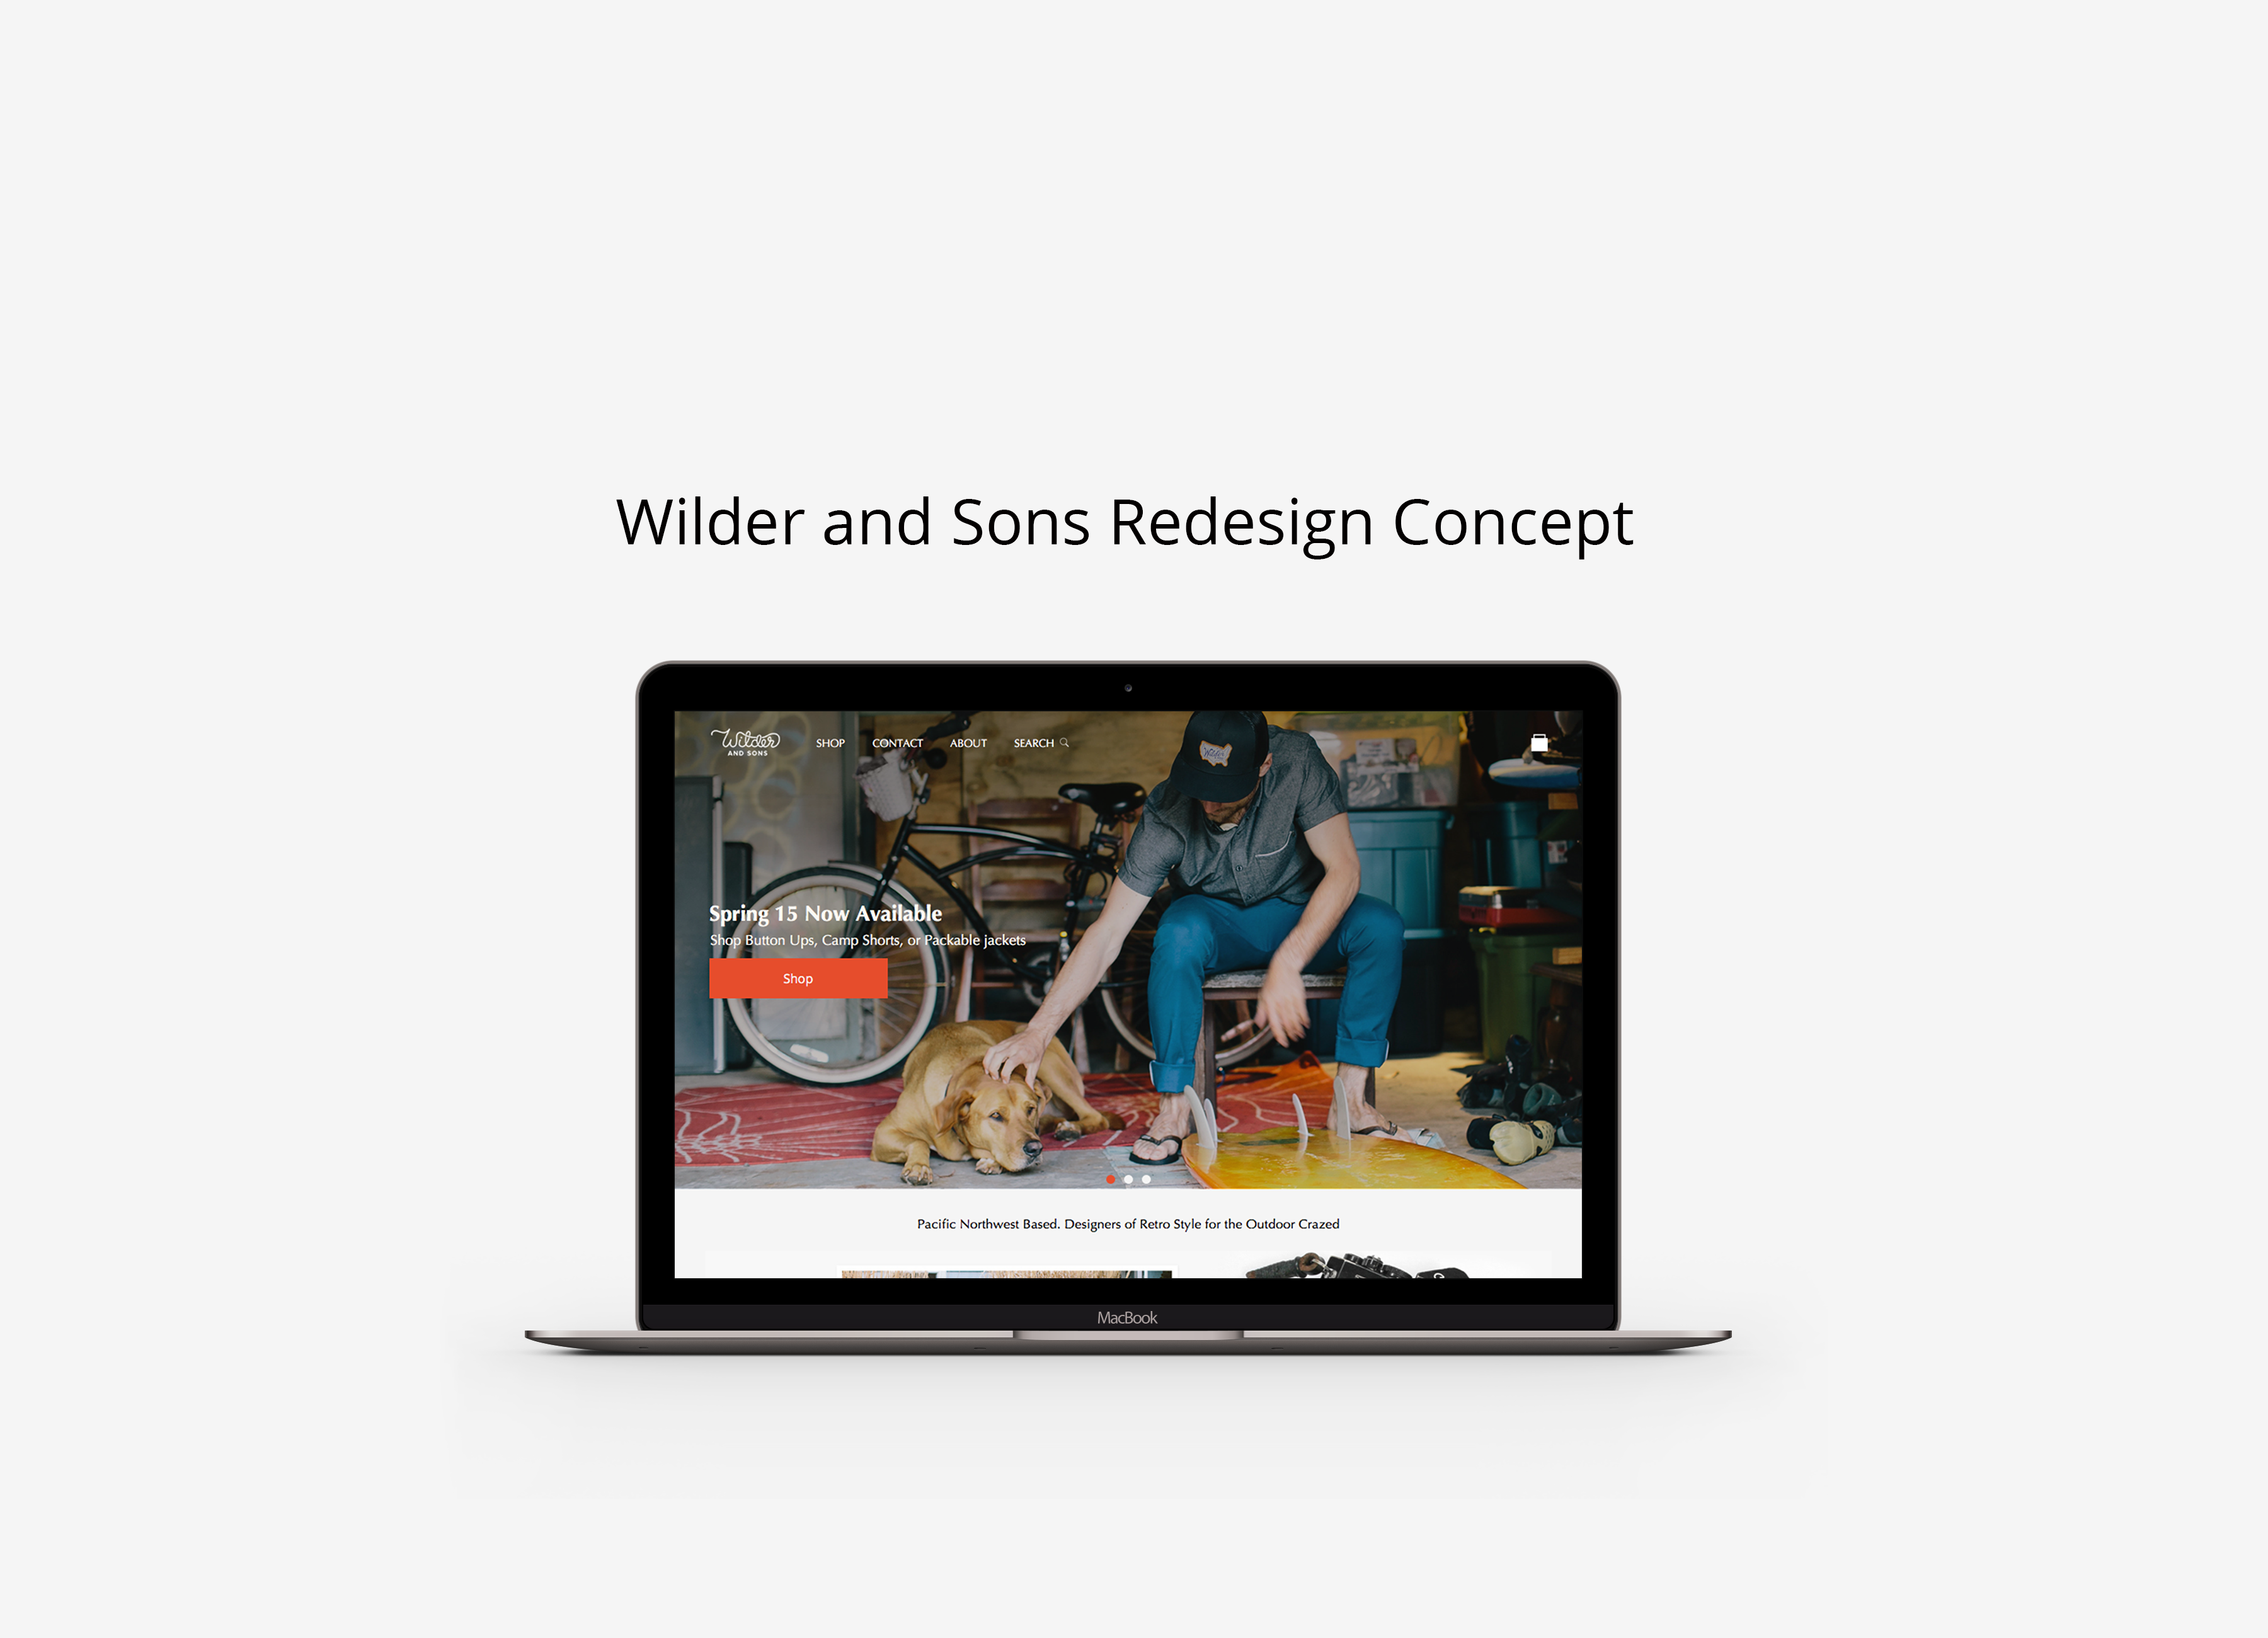 Wilder and Sons Redesign Concept
Wilder
AND SONS
SHOP CONTACT ABOUT SEARCH
Wilder
Spring 15 Now Available
Shop Button Ups, Camp Shorts, or Packable jackets
Shop
Pacific Northwest Based. Designers of Retro Style for the Outdoor Crazed
MacBook